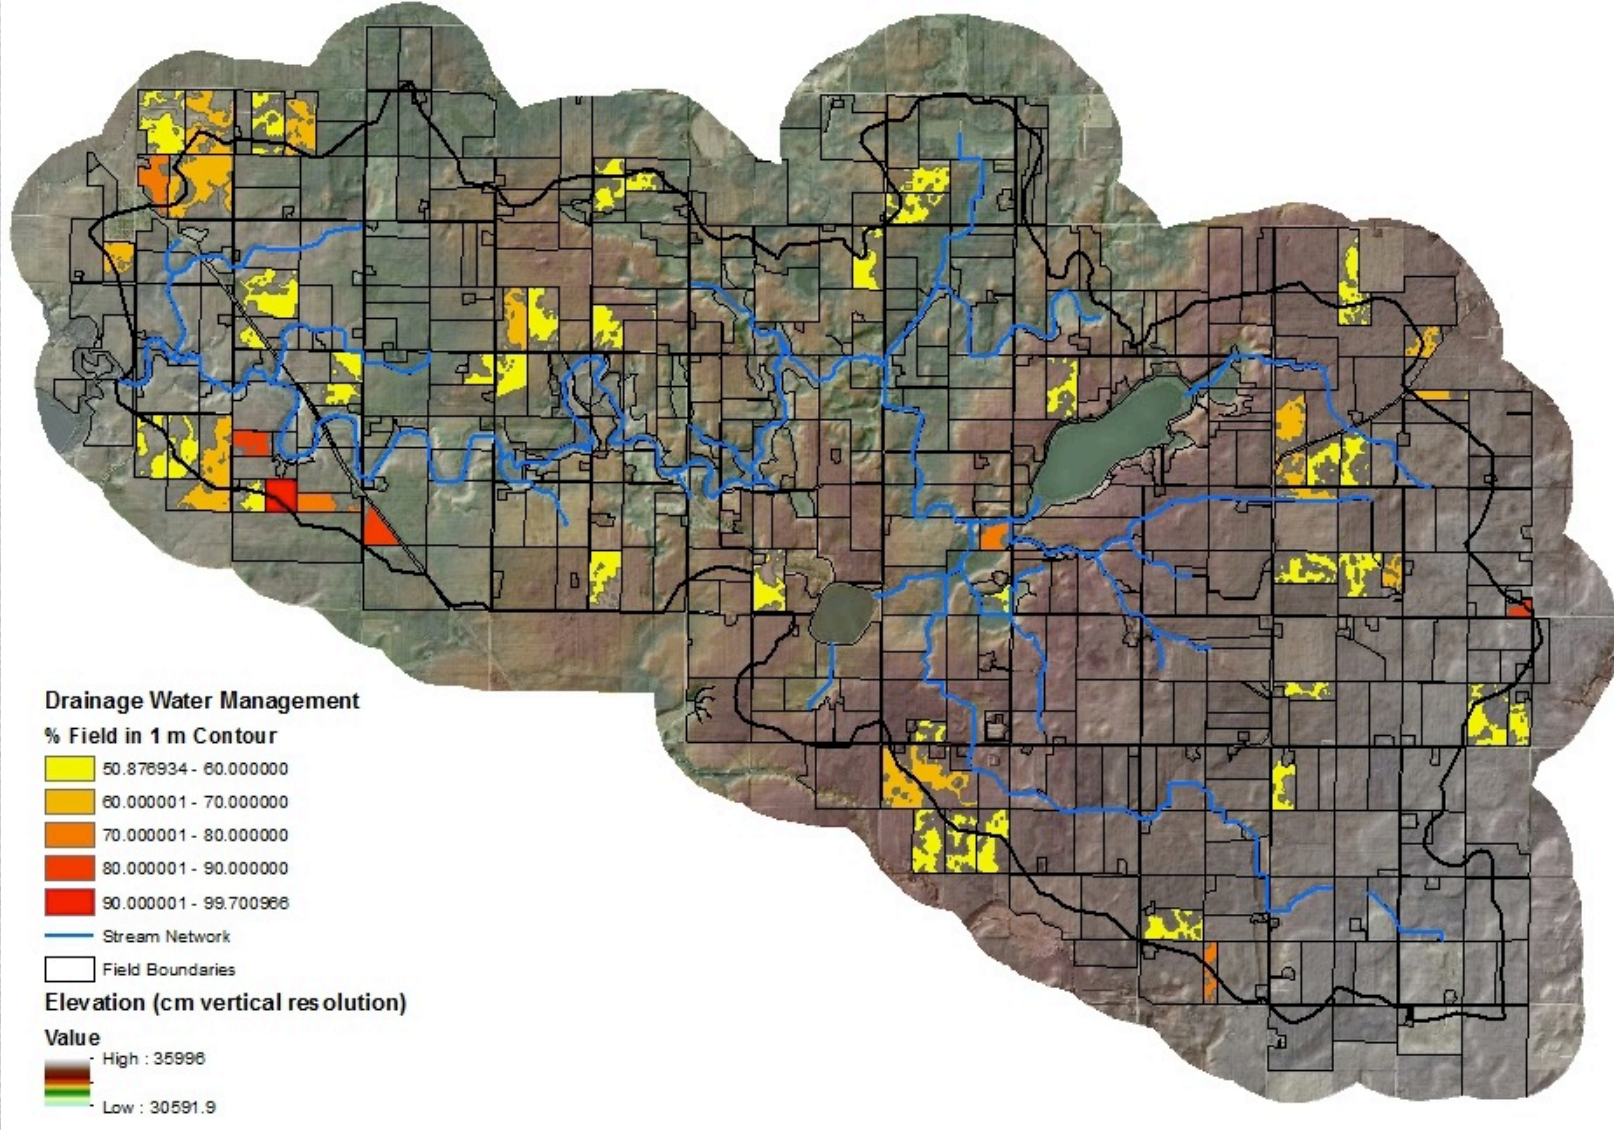 Drainage Water Management
% Field in 1 m Contour
50.876934 - 60.000000
60.000001 - 70.000000
70.000001 - 80.000000
80.000001 - 90.000000
90.000001 - 99.700966
Stream Network
Field Boundaries
Elevation (cm vertical resolution)
Value
High : 35996
Low : 30591.9